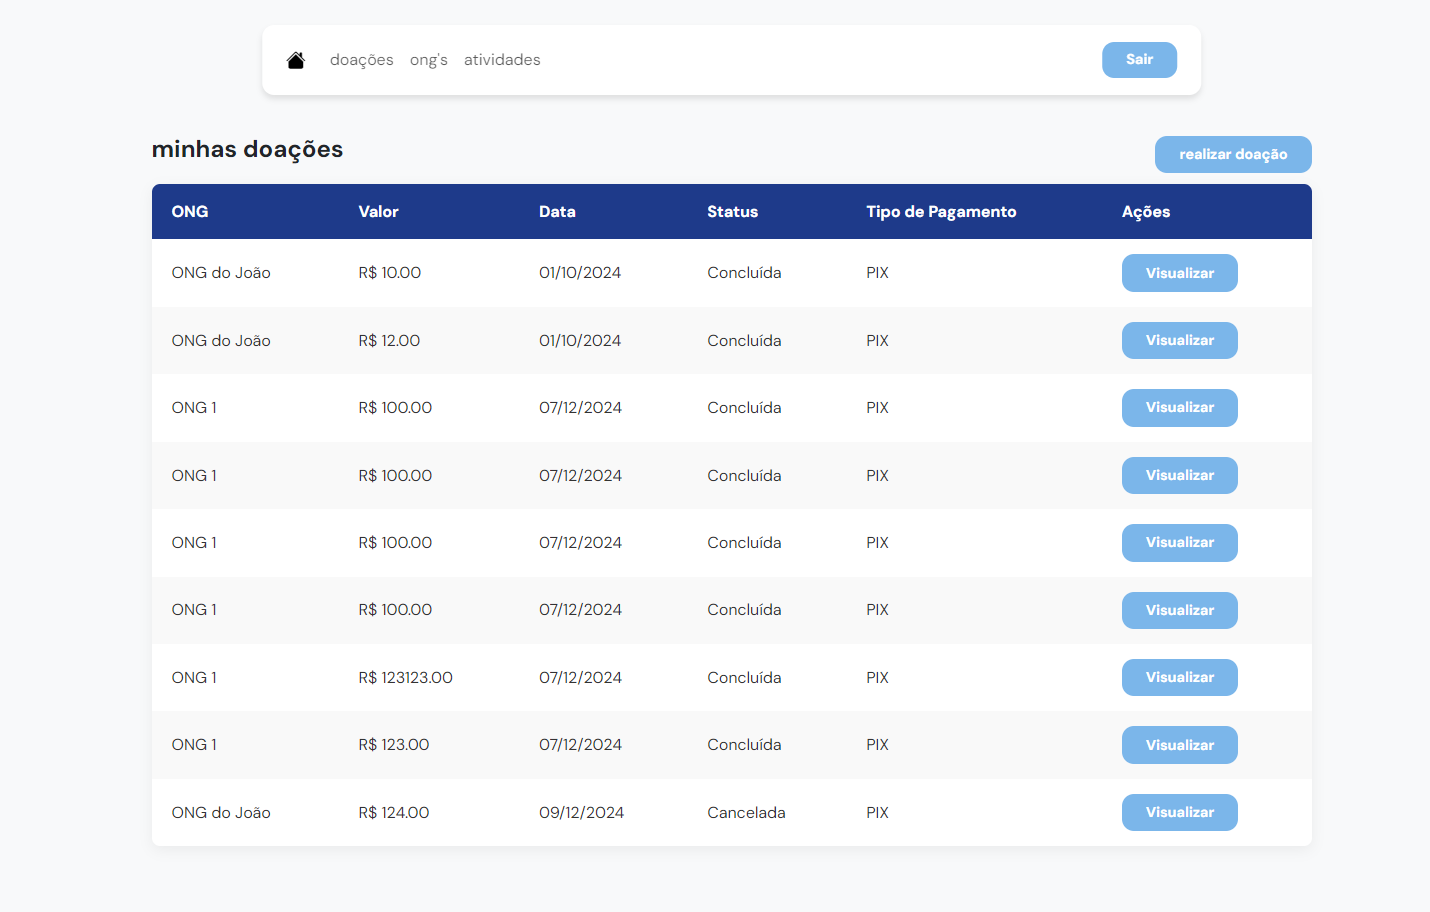 doações ong's atividades Sair
minhas doações realizar doação
ONG Valor Data Status Tipo de Pagamento Ações
ONG do João R$ 10.00 01/10/2024 Concluída PIX Visualizar
ONG do João R$ 12.00 01/10/2024 Concluída PIX Visualizar
ONG 1 R$ 100.00 07/12/2024 Concluída PIX Visualizar
ONG 1 R$ 100.00 07/12/2024 Concluída PIX Visualizar
ONG 1 R$ 100.00 07/12/2024 Concluída PIX Visualizar
ONG 1 R$ 100.00 07/12/2024 Concluída PIX Visualizar
ONG 1 R$ 123123.00 07/12/2024 Concluída PIX Visualizar
ONG 1 R$ 123.00 07/12/2024 Concluída PIX Visualizar
ONG do João R$ 124.00 09/12/2024 Cancelada PIX Visualizar